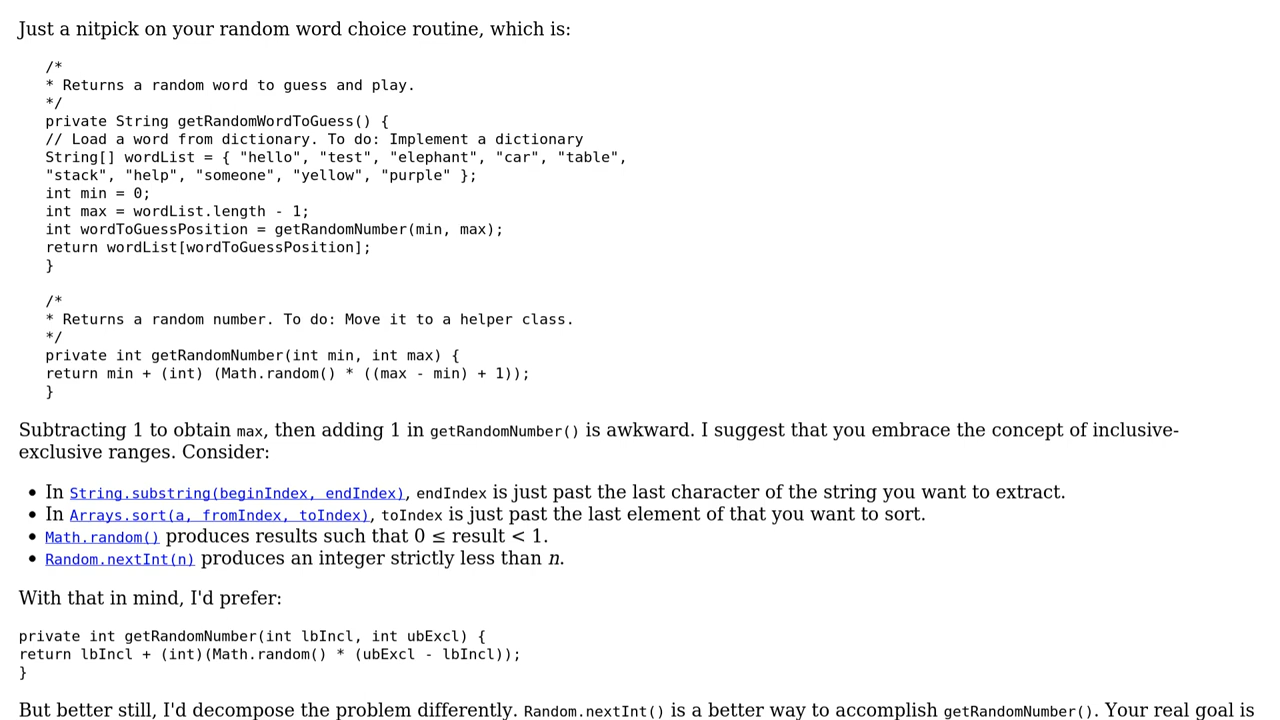 Just a nitpick on your random word choice routine, which is:
/*
* Returns a random word to guess and play.
*/
private String getRandomWordToGuess() {
// Load a word from dictionary. To do: Implement a dictionary
String[] wordList = { "hello", "test", "elephant", "car", "table",
"stack", "help", "someone", "yellow", "purple" };
int min = 0;
int max = wordList.length - 1;
int wordToGuessPosition = getRandomNumber(min, max);
return wordList[wordToGuessPosition];
}
/*
* Returns a random number. To do: Move it to a helper class.
*/
private int getRandomNumber(int min, int max) {
return min + (int) (Math.random() * ((max - min) + 1));
}
Subtracting 1 to obtain max, then adding 1 in getRandomNumber() is awkward. I suggest that you embrace the concept of inclusive-
exclusive ranges. Consider:
• In String.substring(beginIndex, endIndex), endIndex is just past the last character of the string you want to extract.
• In Arrays.sort(a, fromIndex, toIndex), toIndex is just past the last element of that you want to sort.
• Math.random() produces results such that 0 ≤ result < 1.
• Random.nextInt(n) produces an integer strictly less than n.
With that in mind, I'd prefer:
private int getRandomNumber(int lbIncl, int ubExcl) {
return lbIncl + (int)(Math.random() * (ubExcl - lbIncl));
}
But better still, I'd decompose the problem differently. Random.nextInt() is a better way to accomplish getRandomNumber(). Your real goal is